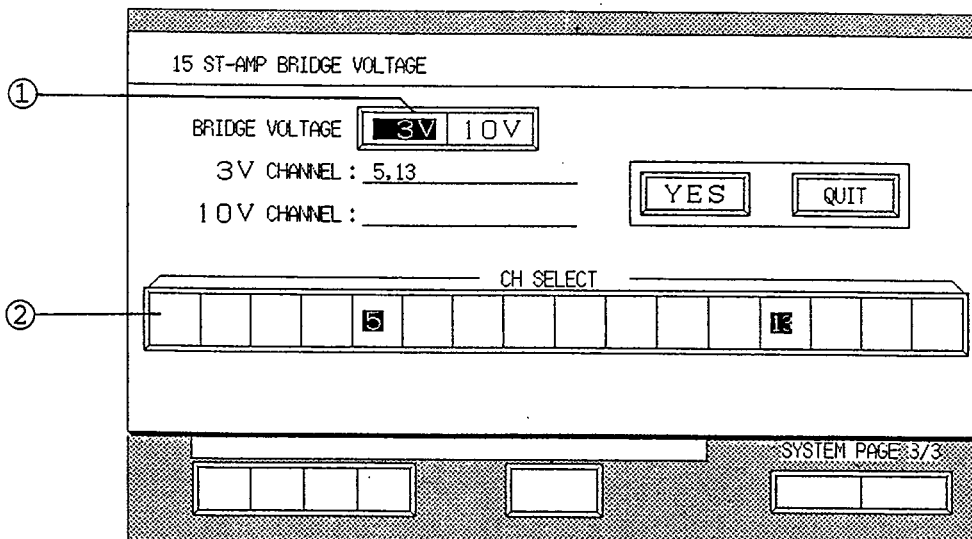 15 ST-AMP BRIDGE VOLTAGE
①
BRIDGE VOLTAGE 3V 10V
3V CHANNEL : 5,13
10V CHANNEL :
YES QUIT
CH SELECT
②
5 13
SYSTEM PAGE 3/3